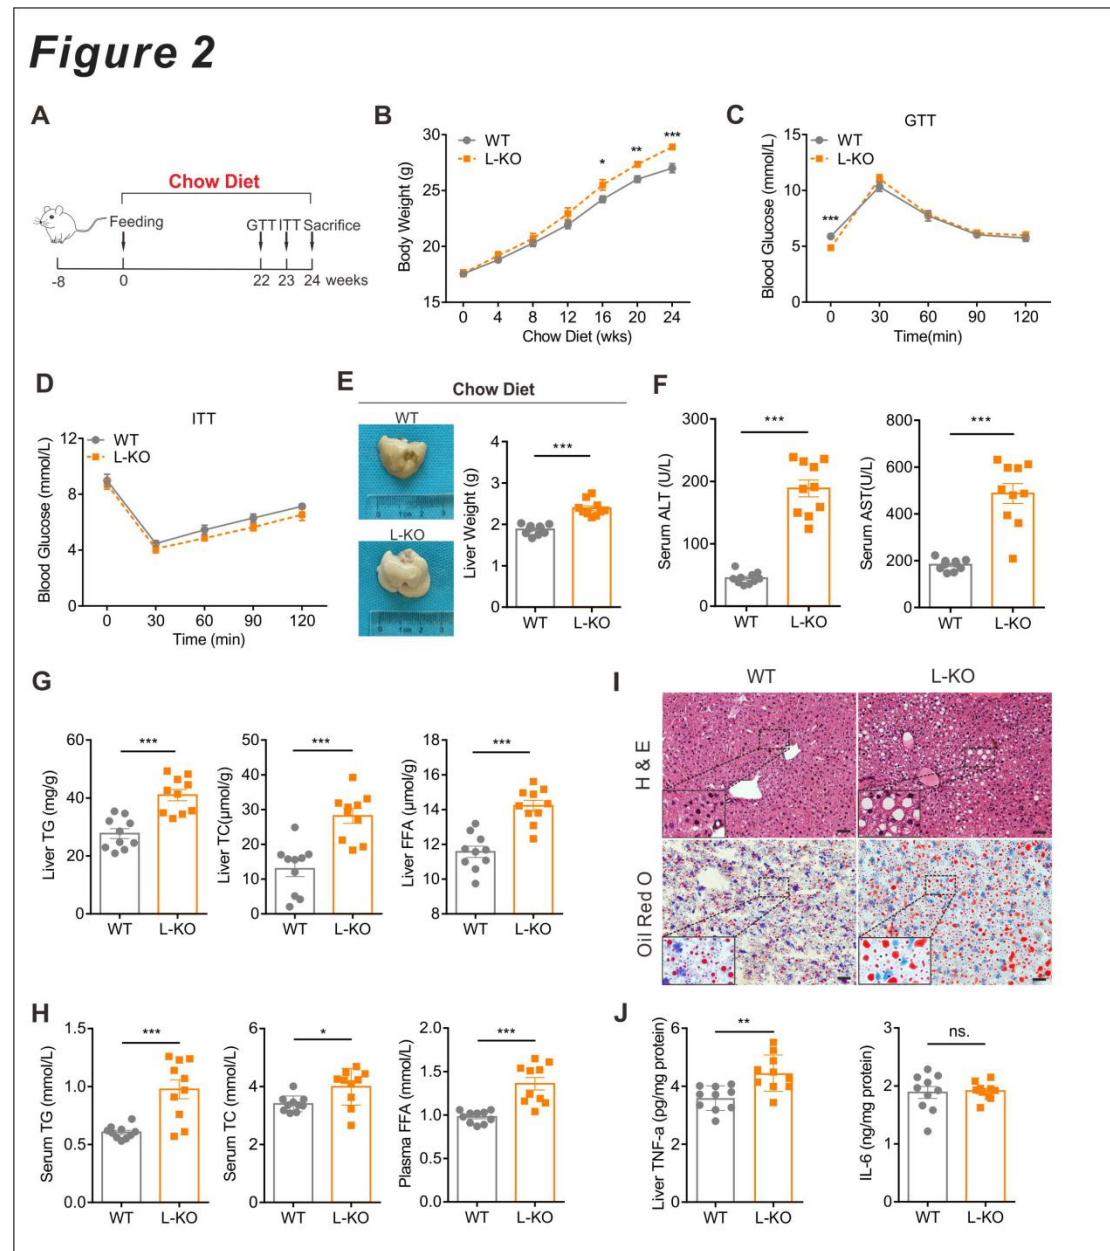 Figure 2
A
Chow Diet
Feeding
GTT ITT Sacrifice
-8 0 22 23 24 weeks
B
WT
L-KO
* ** ***
Body Weight (g)
30
25
20
15
0 4 8 12 16 20 24
Chow Diet (wks)
C
GTT
WT
L-KO
***
Blood Glucose (mmol/L)
15
10
5
0
0 30 60 90 120
Time(min)
D
ITT
WT
L-KO
Blood Glucose (mmol/L)
12
8
4
0
0 30 60 90 120
Time (min)
E
Chow Diet
WT
0 1cm 2 3
L-KO
0 1cm 2 3
***
Liver Weight (g)
4
3
2
1
0
WT L-KO
F
***
Serum ALT (U/L)
300
200
100
0
WT L-KO
***
Serum AST(U/L)
800
600
400
200
0
WT L-KO
G
***
Liver TG (mg/g)
60
40
20
0
WT L-KO
***
Liver TC(μmol/g)
50
40
30
20
10
0
WT L-KO
***
Liver FFA (μmol/g)
18
16
14
12
10
8
WT L-KO
H
***
Serum TG (mmol/L)
1.5
1.0
0.5
0.0
WT L-KO
*
Serum TC (mmol/L)
6
4
2
0
WT L-KO
***
Plasma FFA (mmol/L)
2.0
1.5
1.0
0.5
0.0
WT L-KO
I
WT L-KO
H & E
Oil Red O
J
**
Liver TNF-a (pg/mg protein)
6
4
2
0
WT L-KO
ns.
IL-6 (ng/mg protein)
3
2
1
0
WT L-KO